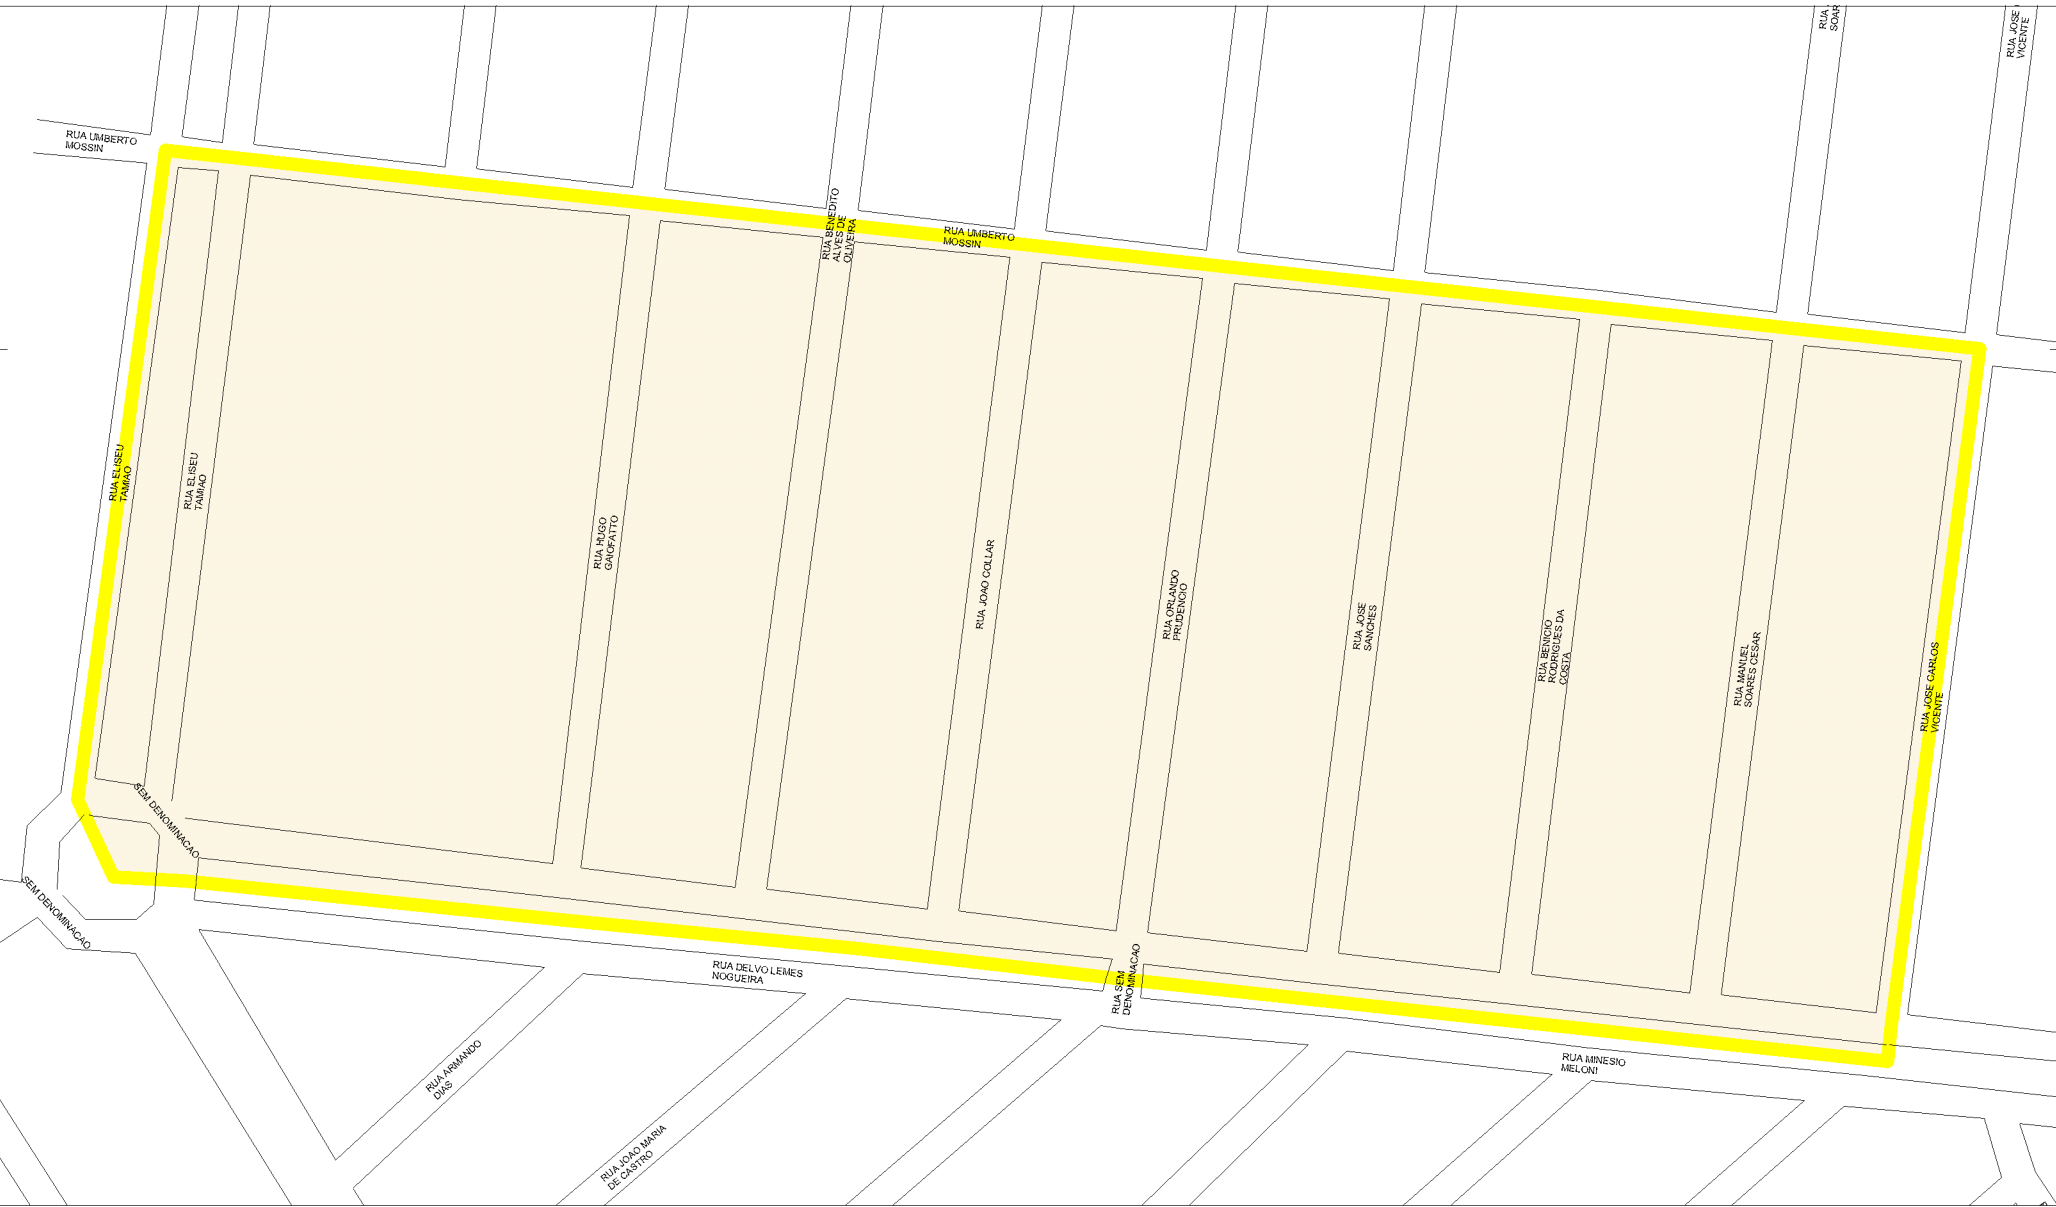 RUA
SOAR
RUA JOSE
VICENTE
RUA UMBERTO
MOSSIN
RUA BENEDITO
ALVES DE
OLIVEIRA
RUA UMBERTO
MOSSIN
RUA ELISEU
TAMIAO
RUA ELISEU
TAMIAO
RUA HUGO
GAIOFATTO
RUA JOAO COLLAR
RUA ORLANDO
PRUDENCIO
RUA JOSE
SANCHES
RUA BENICIO
RODRIGUES DA
COSTA
RUA MANUEL
SOARES CESAR
RUA JOSE CARLOS
VICENTE
SEM DENOMINACAO
SEM DENOMINACAO
RUA DELVO LEMES
NOGUEIRA
RUA SEM
DENOMINACAO
RUA MINESIO
MELONI
RUA ARMANDO
DIAS
RUA JOAO MARIA
DE CASTRO